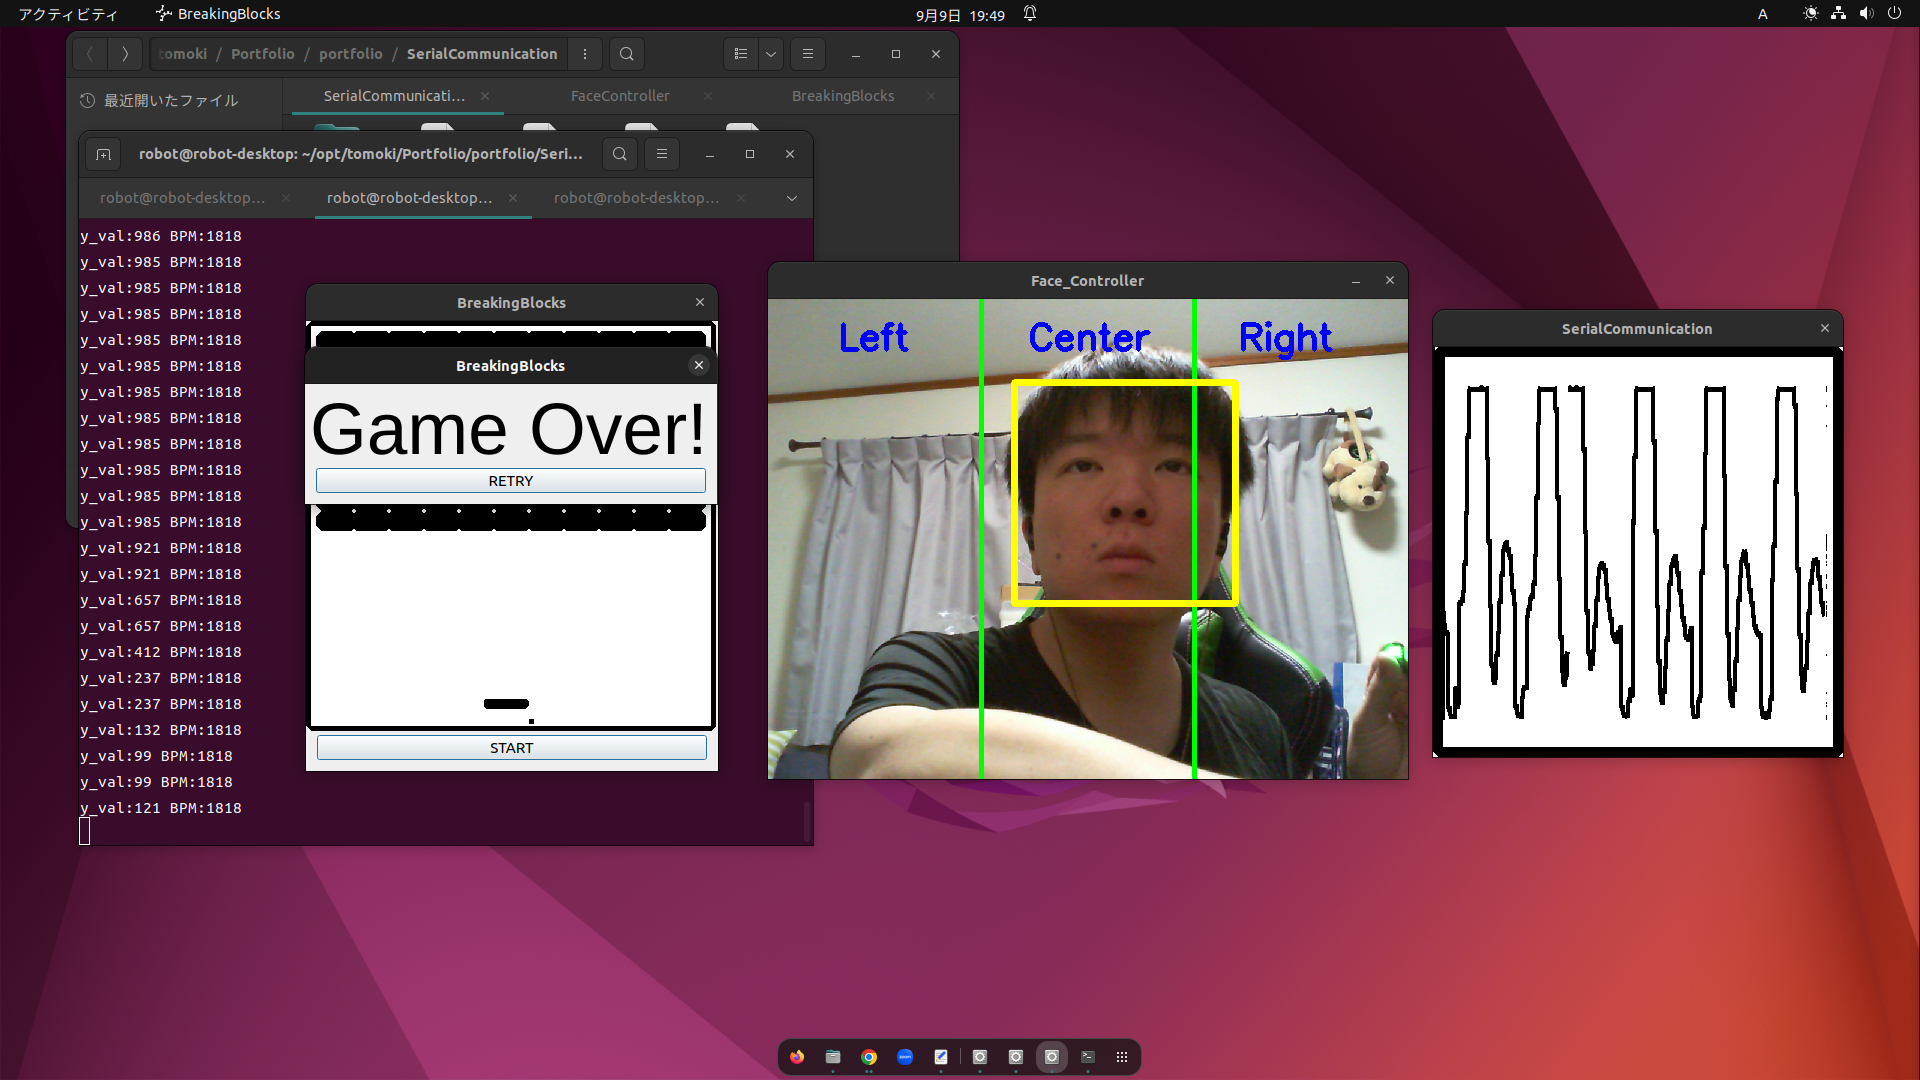 アクティビティ BreakingBlocks 9月9日 19:49 A
tomoki / Portfolio / portfolio / SerialCommunication
最近開いたファイル SerialCommunicati… FaceController BreakingBlocks
robot@robot-desktop: ~/opt/tomoki/Portfolio/portfolio/Seri…
robot@robot-desktop… robot@robot-desktop… robot@robot-desktop…
y_val:986 BPM:1818
y_val:985 BPM:1818
y_val:985 BPM:1818
y_val:985 BPM:1818
y_val:985 BPM:1818
y_val:985 BPM:1818
y_val:985 BPM:1818
y_val:985 BPM:1818
y_val:985 BPM:1818
y_val:985 BPM:1818
y_val:985 BPM:1818
y_val:985 BPM:1818
y_val:921 BPM:1818
y_val:921 BPM:1818
y_val:657 BPM:1818
y_val:657 BPM:1818
y_val:412 BPM:1818
y_val:237 BPM:1818
y_val:237 BPM:1818
y_val:132 BPM:1818
y_val:99 BPM:1818
y_val:99 BPM:1818
y_val:121 BPM:1818
BreakingBlocks
BreakingBlocks
Game Over!
RETRY
START
Face_Controller
Left Center Right
SerialCommunication
zoom